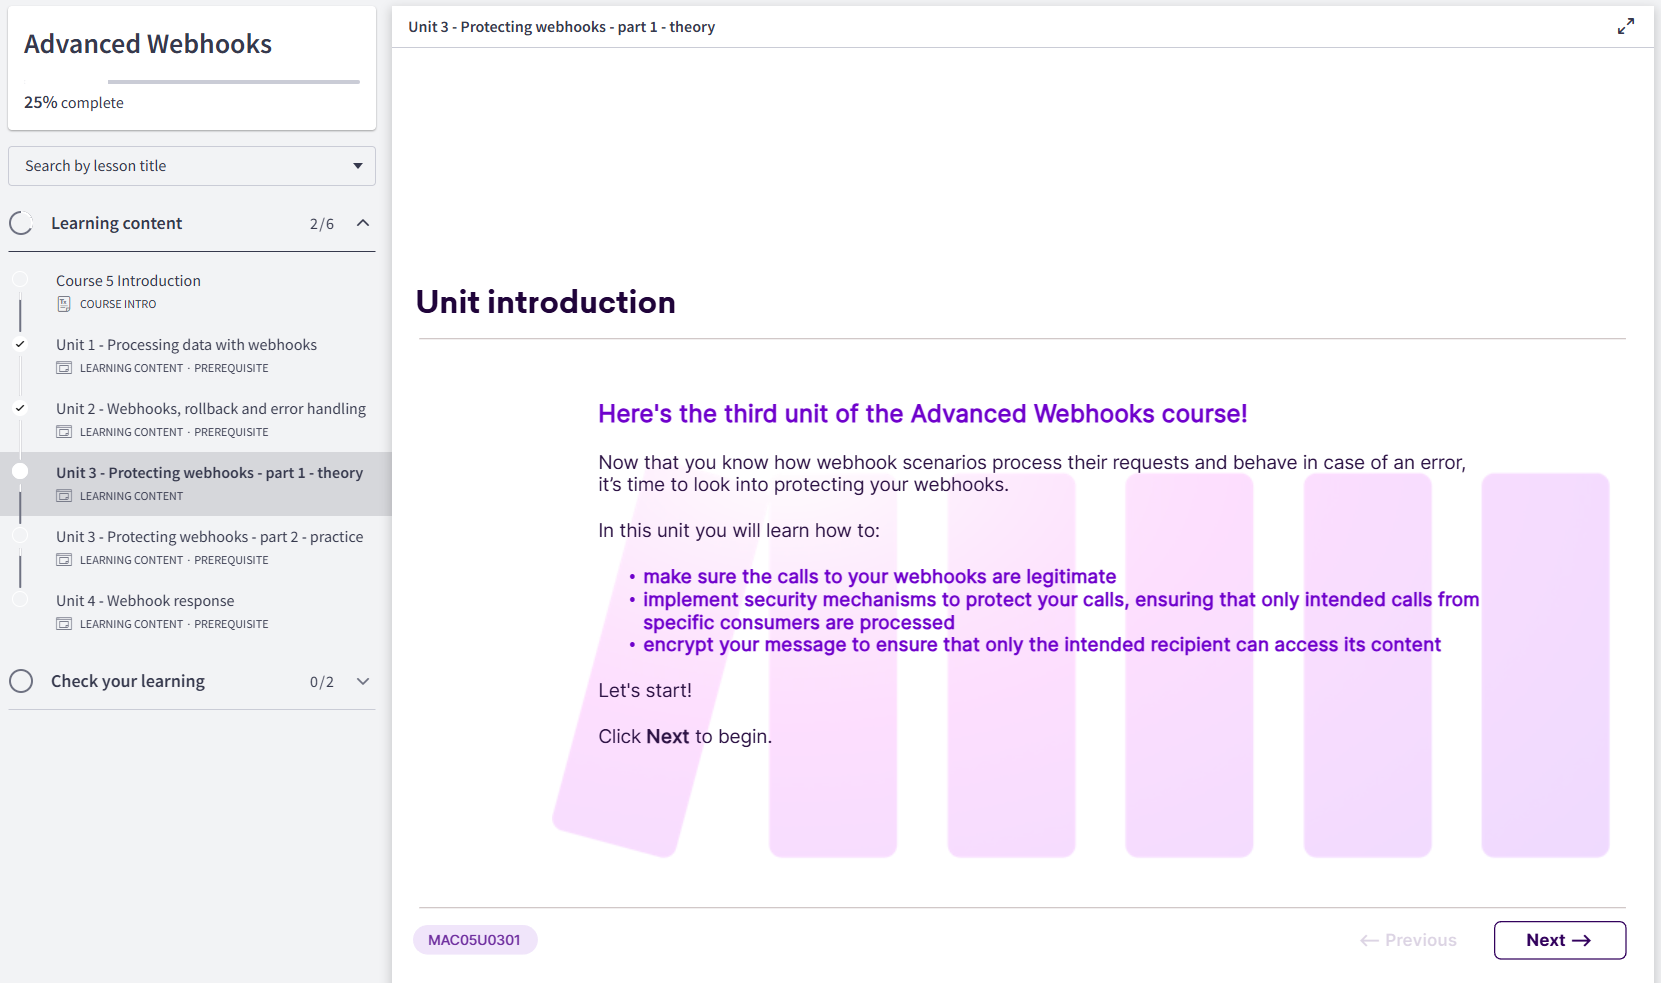 Advanced Webhooks
25% complete
Search by lesson title
Learning content 2/6
Course 5 Introduction
COURSE INTRO
Unit 1 - Processing data with webhooks
LEARNING CONTENT · PREREQUISITE
Unit 2 - Webhooks, rollback and error handling
LEARNING CONTENT · PREREQUISITE
Unit 3 - Protecting webhooks - part 1 - theory
LEARNING CONTENT
Unit 3 - Protecting webhooks - part 2 - practice
LEARNING CONTENT · PREREQUISITE
Unit 4 - Webhook response
LEARNING CONTENT · PREREQUISITE
Check your learning 0/2
Unit 3 - Protecting webhooks - part 1 - theory
Unit introduction
Here's the third unit of the Advanced Webhooks course!
Now that you know how webhook scenarios process their requests and behave in case of an error,
it’s time to look into protecting your webhooks.
In this unit you will learn how to:
• make sure the calls to your webhooks are legitimate
• implement security mechanisms to protect your calls, ensuring that only intended calls from
specific consumers are processed
• encrypt your message to ensure that only the intended recipient can access its content
Let's start!
Click Next to begin.
MAC05U0301
← Previous
Next →